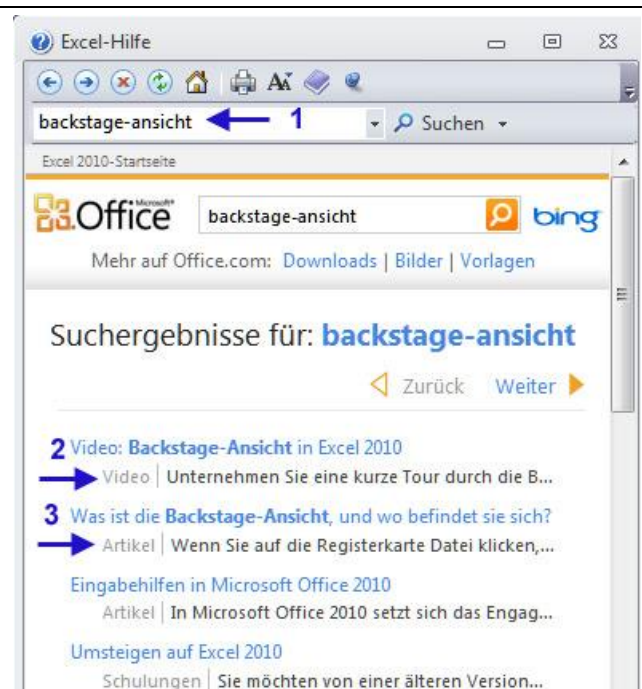 Excel-Hilfe
backstage-ansicht 1 Suchen
Excel 2010-Startseite
Microsoft® Office backstage-ansicht bing
Mehr auf Office.com: Downloads | Bilder | Vorlagen
Suchergebnisse für: backstage-ansicht
Zurück Weiter
2 Video: Backstage-Ansicht in Excel 2010
Video | Unternehmen Sie eine kurze Tour durch die B...
3 Was ist die Backstage-Ansicht, und wo befindet sie sich?
Artikel | Wenn Sie auf die Registerkarte Datei klicken,...
Eingabehilfen in Microsoft Office 2010
Artikel | In Microsoft Office 2010 setzt sich das Engag...
Umsteigen auf Excel 2010
Schulungen | Sie möchten von einer älteren Version...